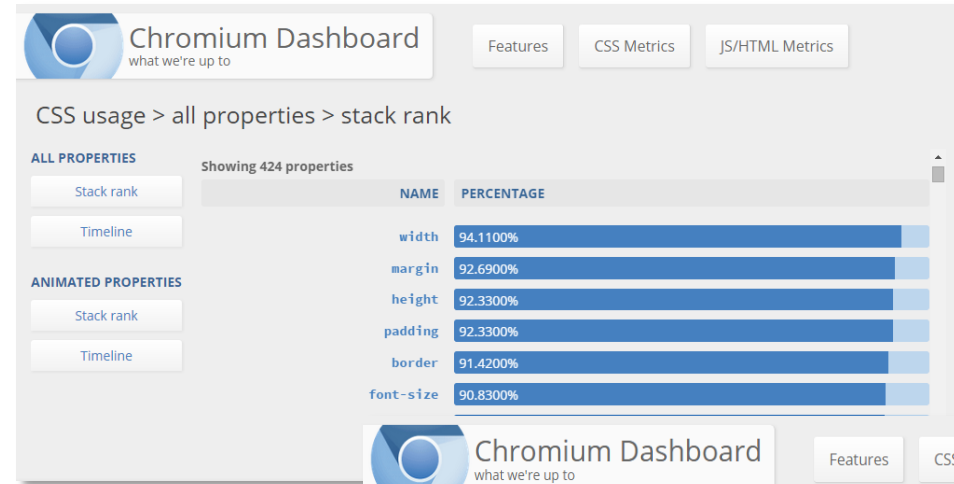 Chromium Dashboard
what we're up to
Features
CSS Metrics
JS/HTML Metrics
CSS usage > all properties > stack rank
ALL PROPERTIES
Stack rank
Timeline
ANIMATED PROPERTIES
Stack rank
Timeline
Showing 424 properties
NAME PERCENTAGE
width 94.1100%
margin 92.6900%
height 92.3300%
padding 92.3300%
border 91.4200%
font-size 90.8300%
Chromium Dashboard
what we're up to
Features
CSS